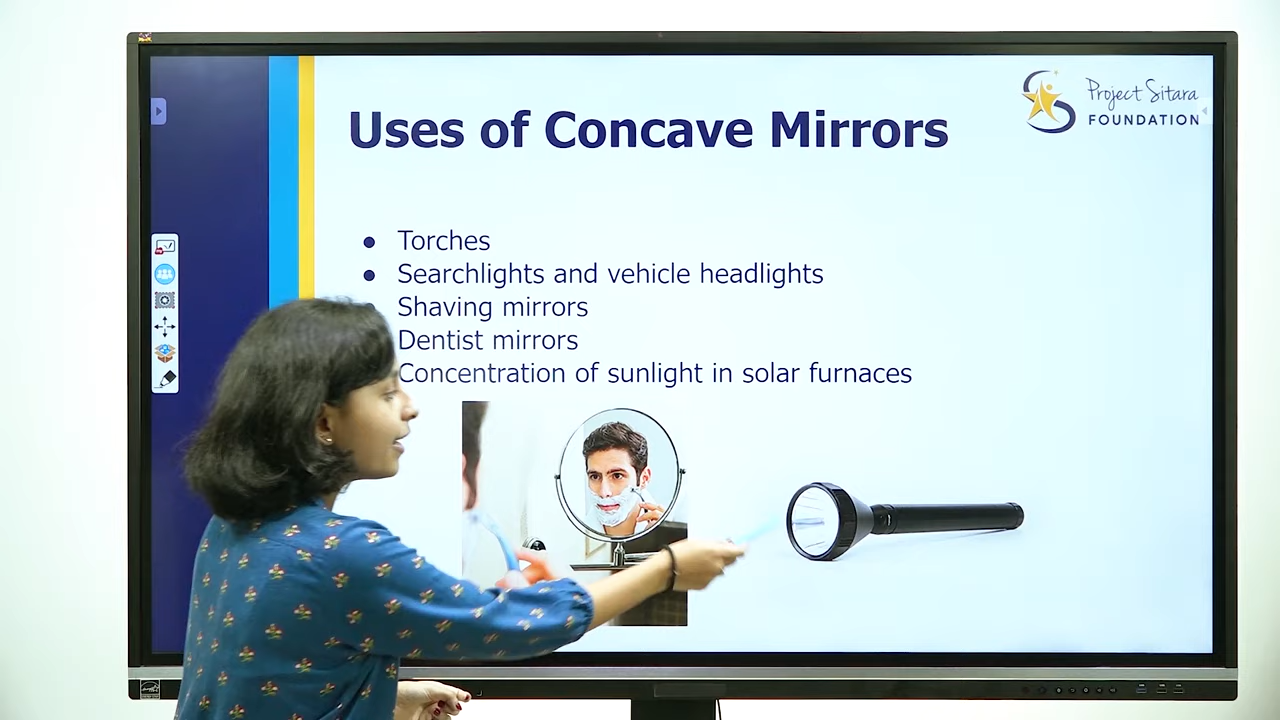 Uses of Concave Mirrors
Project Sitara
FOUNDATION
● Torches
● Searchlights and vehicle headlights
Shaving mirrors
Dentist mirrors
Concentration of sunlight in solar furnaces